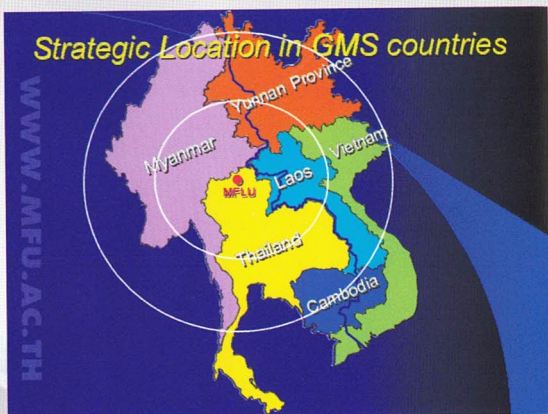 Strategic Location in GMS countries
WWW.MFU.AC.TH
Yunnan Province
Myanmar
Vietnam
Laos
MFLU
Thailand
Cambodia